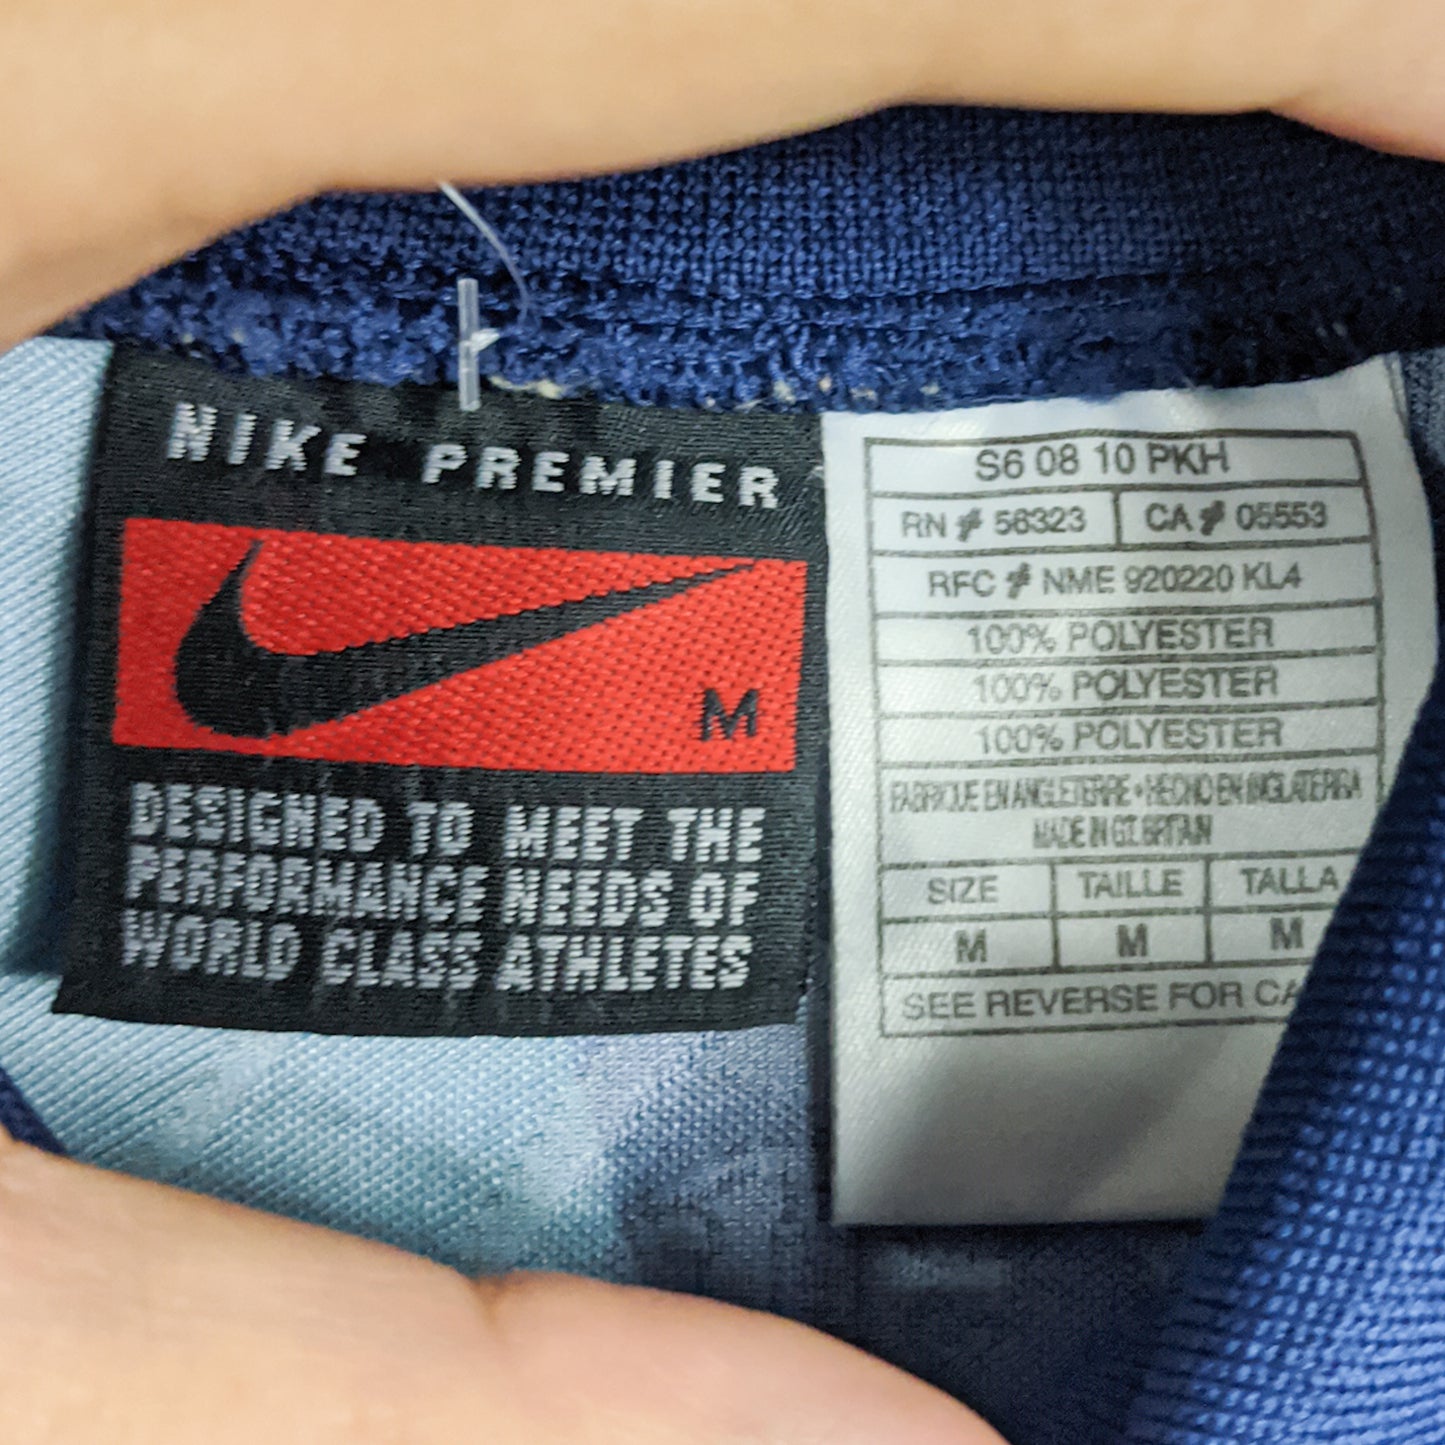 NIKE PREMIER
M
DESIGNED TO MEET THE
PERFORMANCE NEEDS OF
WORLD CLASS ATHLETES
S6 08 10 PKH
RN # 56323 CA # 05553
RFC # NME 920220 KL4
100% POLYESTER
100% POLYESTER
100% POLYESTER
FABRIQUE EN ANGLETERRE • HECHO EN INGLATERRA
MADE IN GT. BRITAIN
SIZE TAILLE TALLA
M M M
SEE REVERSE FOR